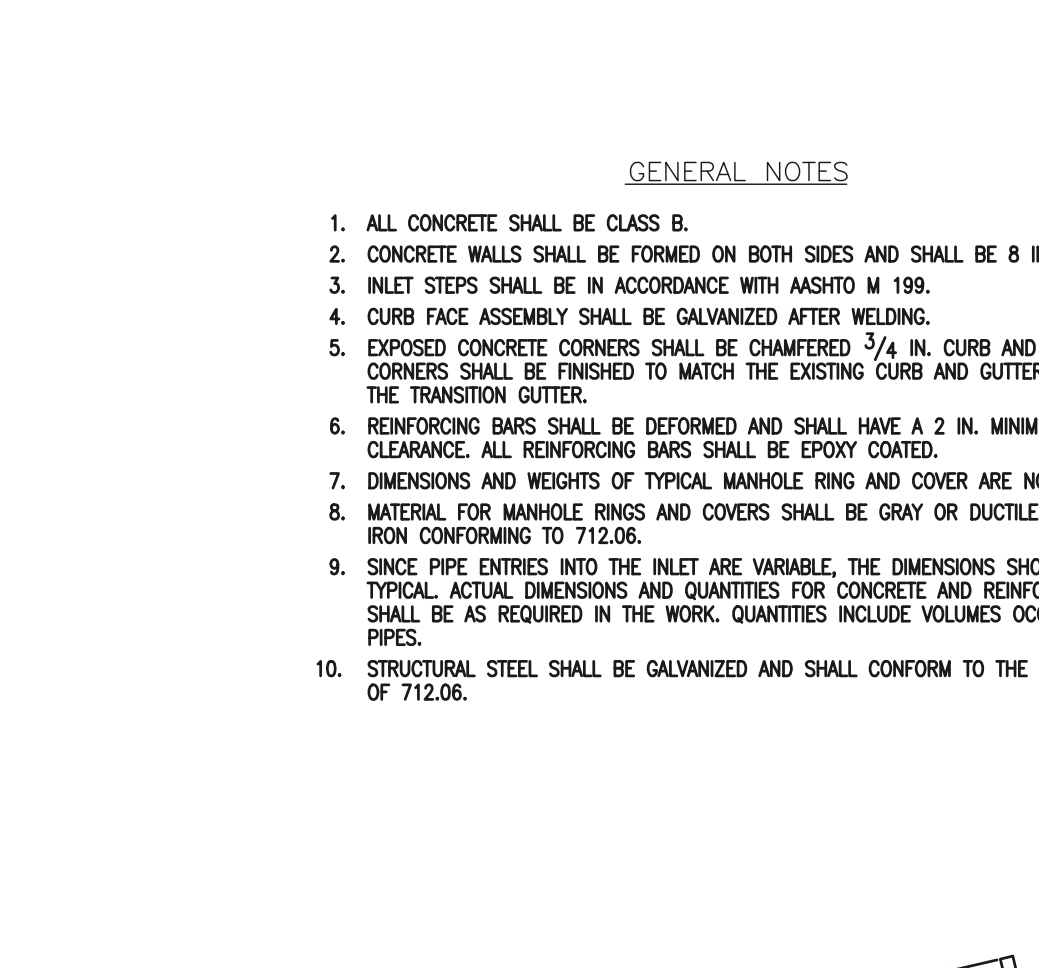 GENERAL NOTES
1. ALL CONCRETE SHALL BE CLASS B.
2. CONCRETE WALLS SHALL BE FORMED ON BOTH SIDES AND SHALL BE 8
3. INLET STEPS SHALL BE IN ACCORDANCE WITH AASHTO M 199.
4. CURB FACE ASSEMBLY SHALL BE GALVANIZED AFTER WELDING.
5. EXPOSED CONCRETE CORNERS SHALL BE CHAMFERED 3/4 IN. CURB AND
CORNERS SHALL BE FINISHED TO MATCH THE EXISTING CURB AND GUTTER
THE TRANSITION GUTTER.
6. REINFORCING BARS SHALL BE DEFORMED AND SHALL HAVE A 2 IN. MINIM
CLEARANCE. ALL REINFORCING BARS SHALL BE EPOXY COATED.
7. DIMENSIONS AND WEIGHTS OF TYPICAL MANHOLE RING AND COVER ARE
8. MATERIAL FOR MANHOLE RINGS AND COVERS SHALL BE GRAY OR DUCTILE
IRON CONFORMING TO 712.06.
9. SINCE PIPE ENTRIES INTO THE INLET ARE VARIABLE, THE DIMENSIONS SHO
TYPICAL. ACTUAL DIMENSIONS AND QUANTITIES FOR CONCRETE AND REINFO
SHALL BE AS REQUIRED IN THE WORK. QUANTITIES INCLUDE VOLUMES OC
PIPES.
10. STRUCTURAL STEEL SHALL BE GALVANIZED AND SHALL CONFORM TO THE
OF 712.06.